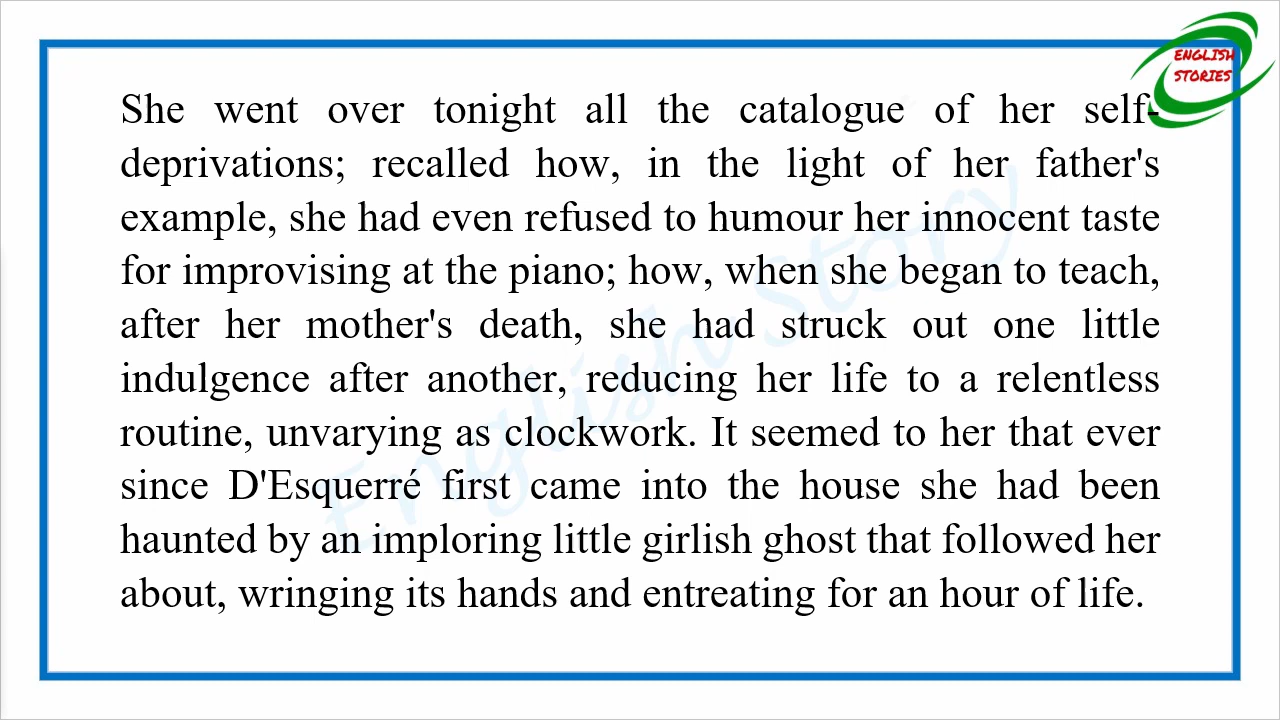 ENGLISH
STORIES
She went over tonight all the catalogue of her self-
deprivations; recalled how, in the light of her father's
example, she had even refused to humour her innocent taste
for improvising at the piano; how, when she began to teach,
after her mother's death, she had struck out one little
indulgence after another, reducing her life to a relentless
routine, unvarying as clockwork. It seemed to her that ever
since D'Esquerré first came into the house she had been
haunted by an imploring little girlish ghost that followed her
about, wringing its hands and entreating for an hour of life.
English Story